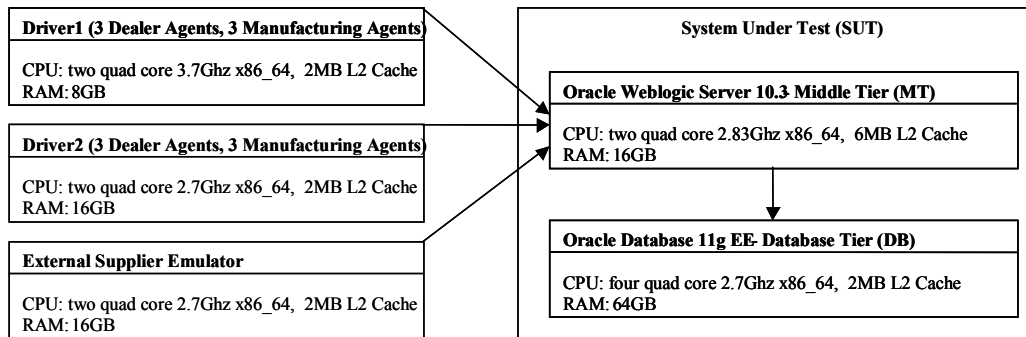 Driver1 (3 Dealer Agents, 3 Manufacturing Agents)
CPU: two quad core 3.7Ghz x86_64, 2MB L2 Cache
RAM: 8GB
Driver2 (3 Dealer Agents, 3 Manufacturing Agents)
CPU: two quad core 2.7Ghz x86_64, 2MB L2 Cache
RAM: 16GB
External Supplier Emulator
CPU: two quad core 2.7Ghz x86_64, 2MB L2 Cache
RAM: 16GB
System Under Test (SUT)
Oracle Weblogic Server 10.3- Middle Tier (MT)
CPU: two quad core 2.83Ghz x86_64, 6MB L2 Cache
RAM: 16GB
Oracle Database 11g EE- Database Tier (DB)
CPU: four quad core 2.7Ghz x86_64, 2MB L2 Cache
RAM: 64GB